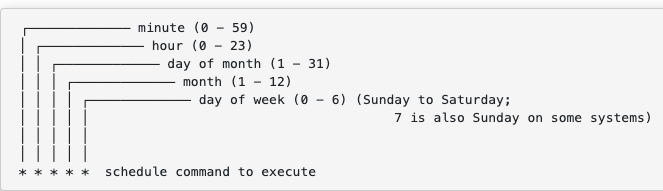 minute (0 – 59)
hour (0 – 23)
day of month (1 – 31)
month (1 – 12)
day of week (0 – 6) (Sunday to Saturday;
7 is also Sunday on some systems)
* * * * * schedule command to execute